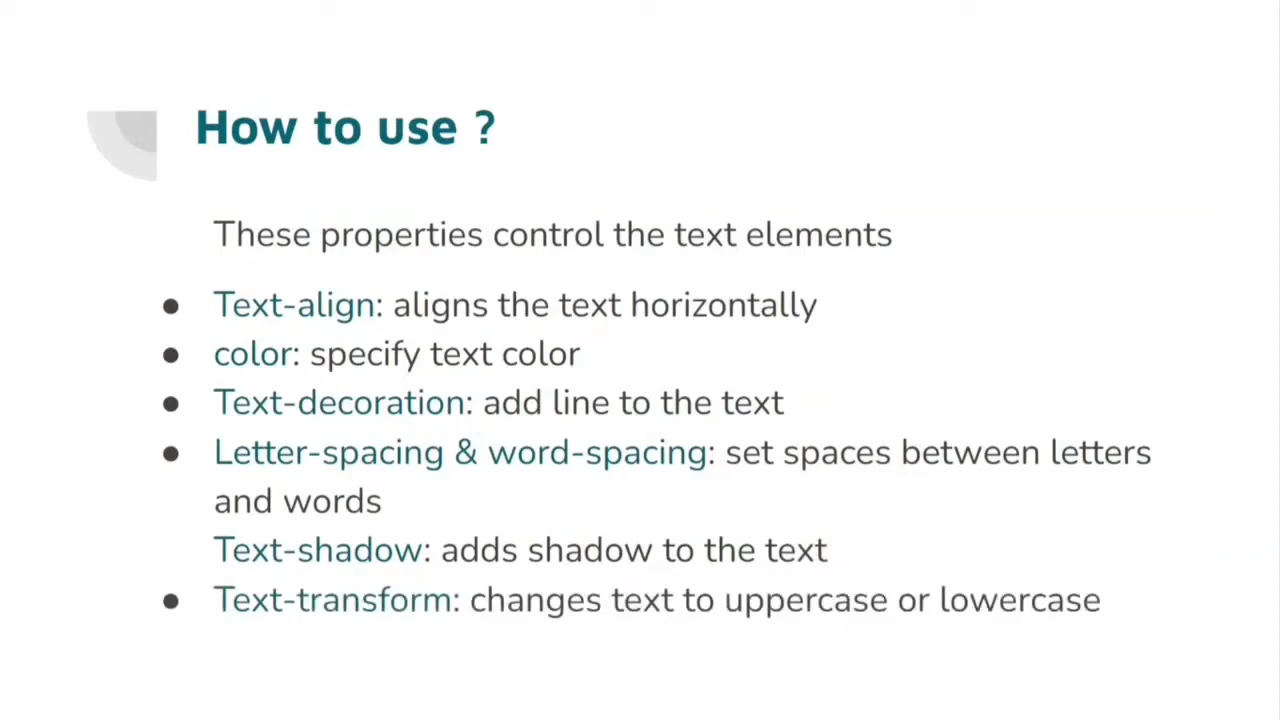 How to use ?
These properties control the text elements
● Text-align: aligns the text horizontally
● color: specify text color
● Text-decoration: add line to the text
● Letter-spacing & word-spacing: set spaces between letters
and words
Text-shadow: adds shadow to the text
● Text-transform: changes text to uppercase or lowercase